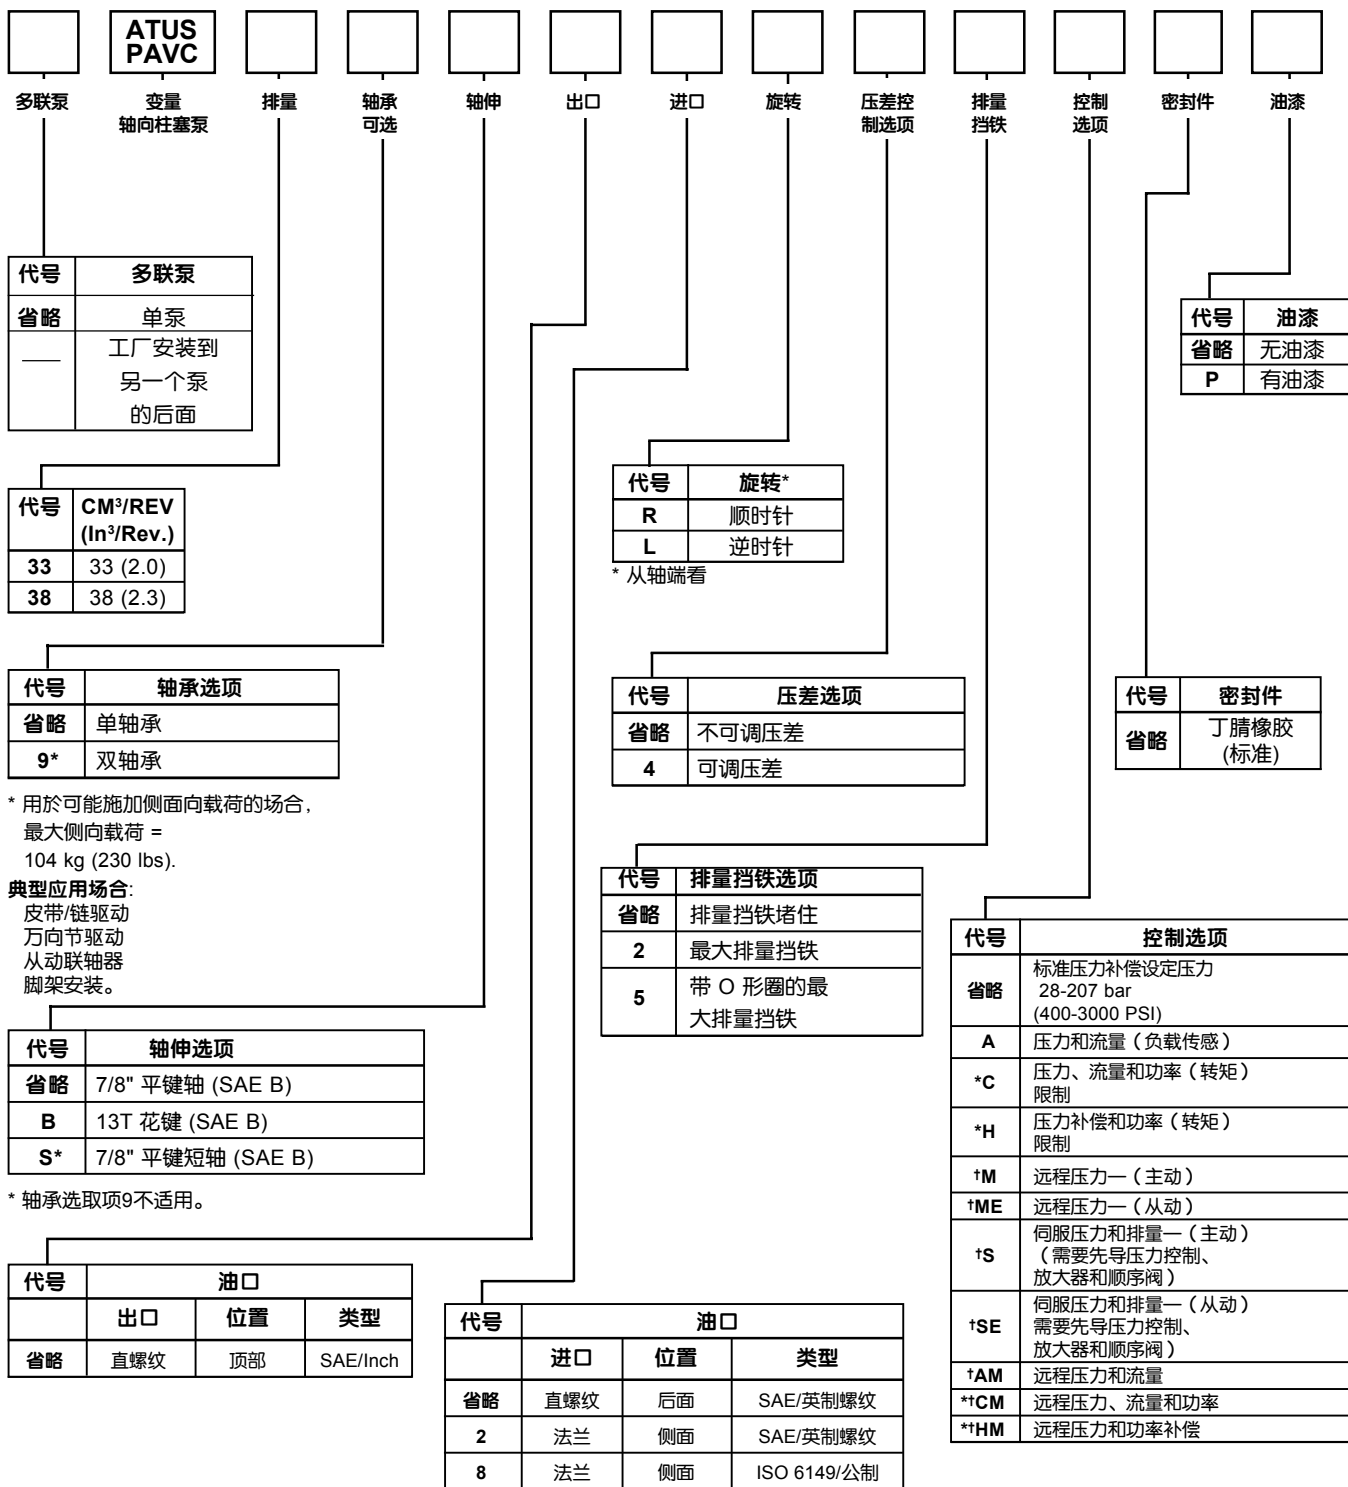 ATUS
PAVC
多联泵
变量
轴向柱塞泵
排量
轴承
可选
轴伸
出口
进口
旋转
压差控
制选项
排量
挡铁
控制
选项
密封件
油漆
代号 多联泵
省略 单泵
___ 工厂安装到
另一个泵
的后面
代号 油漆
省略 无油漆
P 有油漆
代号 旋转*
R 顺时针
L 逆时针
* 从轴端看
代号 CM³/REV
(In³/Rev.)
33 33 (2.0)
38 38 (2.3)
代号 轴承选项
省略 单轴承
9* 双轴承
* 用於可能施加侧面向载荷的场合,
最大侧向载荷 =
104 kg (230 lbs).
典型应用场合:
皮带/链驱动
万向节驱动
从动联轴器
脚架安装。
代号 压差选项
省略 不可调压差
4 可调压差
代号 密封件
省略 丁腈橡胶
(标准)
代号 排量挡铁选项
省略 排量挡铁堵住
2 最大排量挡铁
5 带 O 形圈的最
大排量挡铁
代号 轴伸选项
省略 7/8" 平键轴 (SAE B)
B 13T 花键 (SAE B)
S* 7/8" 平键短轴 (SAE B)
* 轴承选取项9不适用。
代号 控制选项
省略 标准压力补偿设定压力
28-207 bar
(400-3000 PSI)
A 压力和流量（负载传感）
*C 压力、流量和功率（转矩）
限制
*H 压力补偿和功率（转矩）
限制
†M 远程压力—（主动）
†ME 远程压力—（从动）
†S 伺服压力和排量—（主动）
（需要先导压力控制、
放大器和顺序阀）
†SE 伺服压力和排量—（从动）
需要先导压力控制、
放大器和顺序阀）
†AM 远程压力和流量
*†CM 远程压力、流量和功率
*†HM 远程压力和功率补偿
代号 油口
出口 位置 类型
省略 直螺纹 顶部 SAE/Inch
代号 油口
进口 位置 类型
省略 直螺纹 后面 SAE/英制螺纹
2 法兰 侧面 SAE/英制螺纹
8 法兰 侧面 ISO 6149/公制